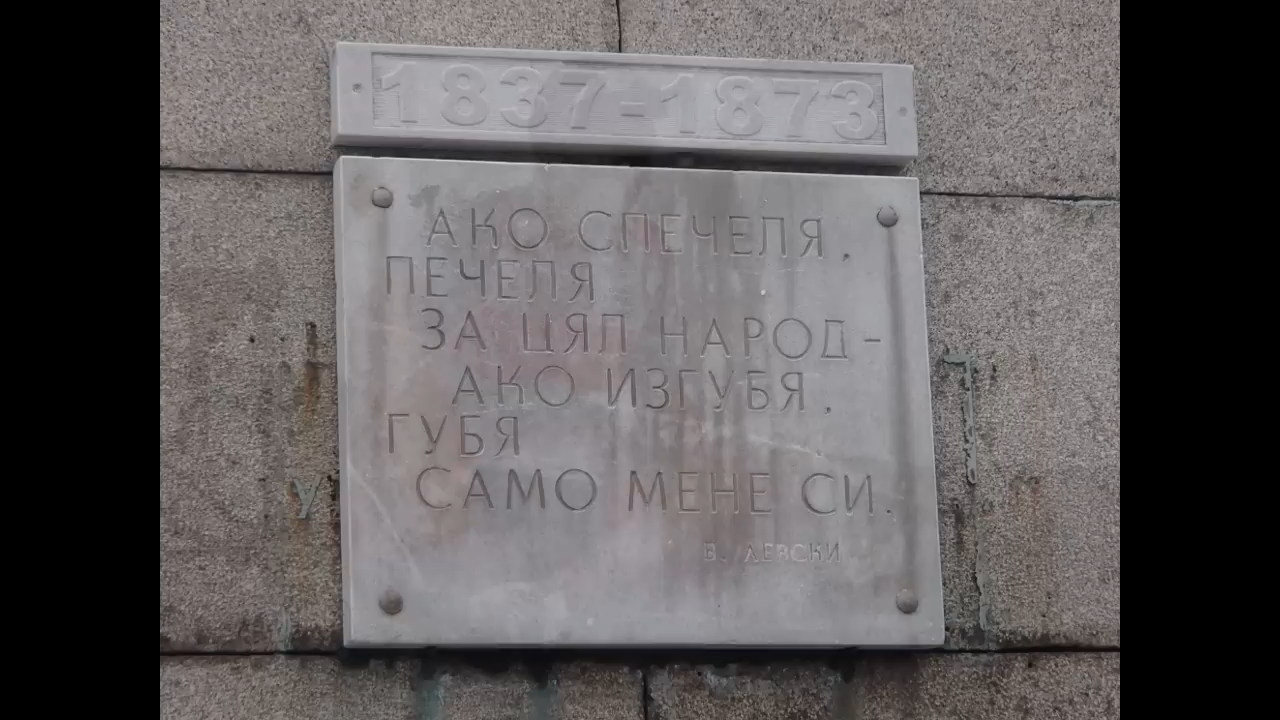 1837-1873
АКО СПЕЧЕЛЯ,
ПЕЧЕЛЯ
ЗА ЦЯЛ НАРОД-
АКО ИЗГУБЯ,
ГУБЯ
САМО МЕНЕ СИ.
В. ЛЕВСКИ